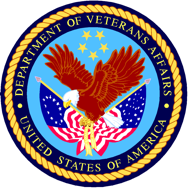 DEPARTMENT OF VETERANS AFFAIRS
UNITED STATES OF AMERICA